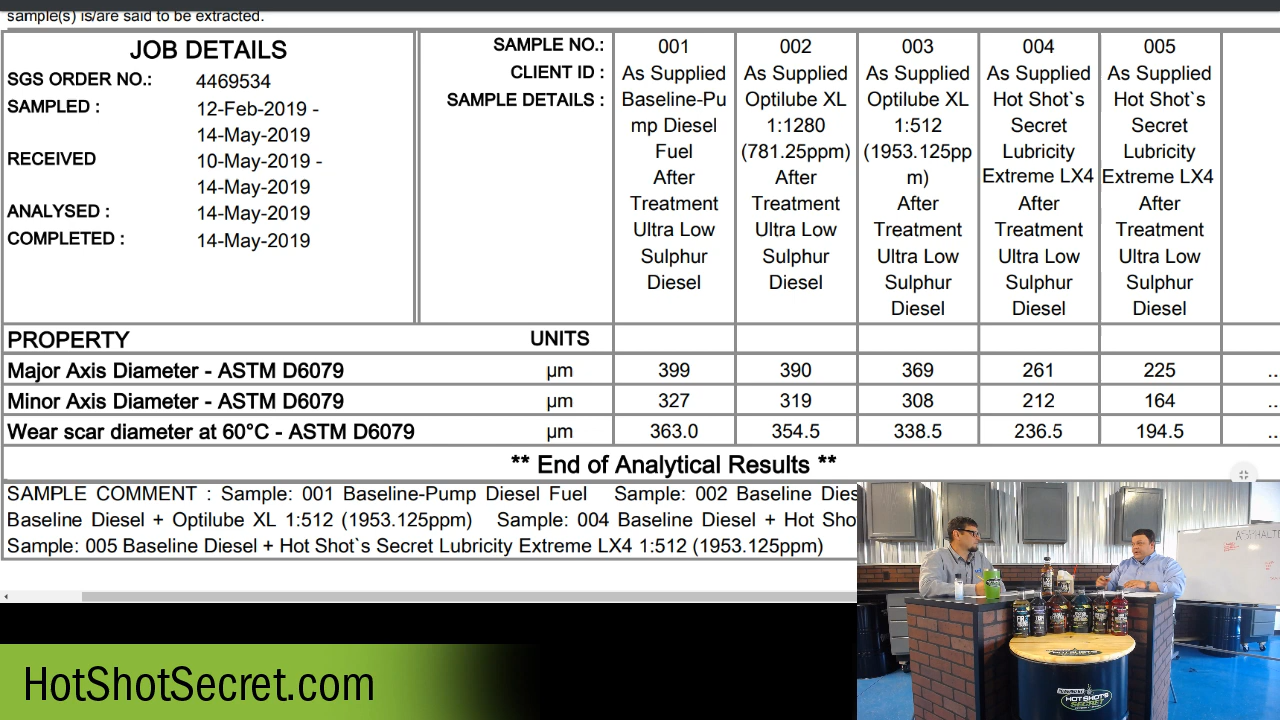 sample(s) is/are said to be extracted.
JOB DETAILS
SGS ORDER NO.: 4469534
SAMPLED : 12-Feb-2019 -
14-May-2019
RECEIVED 10-May-2019 -
14-May-2019
ANALYSED : 14-May-2019
COMPLETED : 14-May-2019
SAMPLE NO.: 001 002 003 004 005
CLIENT ID : As Supplied As Supplied As Supplied As Supplied As Supplied
SAMPLE DETAILS : Baseline-Pu Optilube XL Optilube XL Hot Shot`s Hot Shot`s
mp Diesel 1:1280 1:512 Secret Secret
Fuel (781.25ppm) (1953.125pp Lubricity Lubricity
After After m) Extreme LX4 Extreme LX4
Treatment Treatment After After After
Ultra Low Ultra Low Treatment Treatment Treatment
Sulphur Sulphur Ultra Low Ultra Low Ultra Low
Diesel Diesel Sulphur Sulphur Sulphur
Diesel Diesel Diesel
PROPERTY UNITS
Major Axis Diameter - ASTM D6079 µm 399 390 369 261 225 ..
Minor Axis Diameter - ASTM D6079 µm 327 319 308 212 164 ..
Wear scar diameter at 60°C - ASTM D6079 µm 363.0 354.5 338.5 236.5 194.5 ..
** End of Analytical Results **
SAMPLE COMMENT : Sample: 001 Baseline-Pump Diesel Fuel Sample: 002 Baseline Dies
Baseline Diesel + Optilube XL 1:512 (1953.125ppm) Sample: 004 Baseline Diesel + Hot Sho
Sample: 005 Baseline Diesel + Hot Shot`s Secret Lubricity Extreme LX4 1:512 (1953.125ppm)
ASPHALTE
HOT SHOT'S
SECRET
HotShotSecret.com